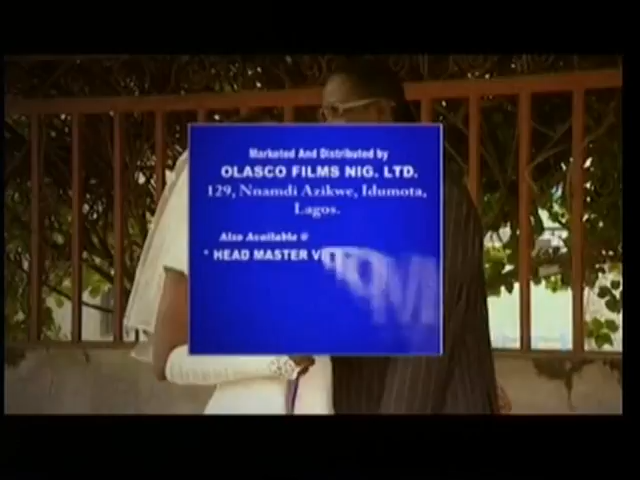 Marketed And Distributed by
OLASCO FILMS NIG. LTD.
129, Nnamdi Azikwe, Idumota,
Lagos.
Also Available @
* HEAD MASTER